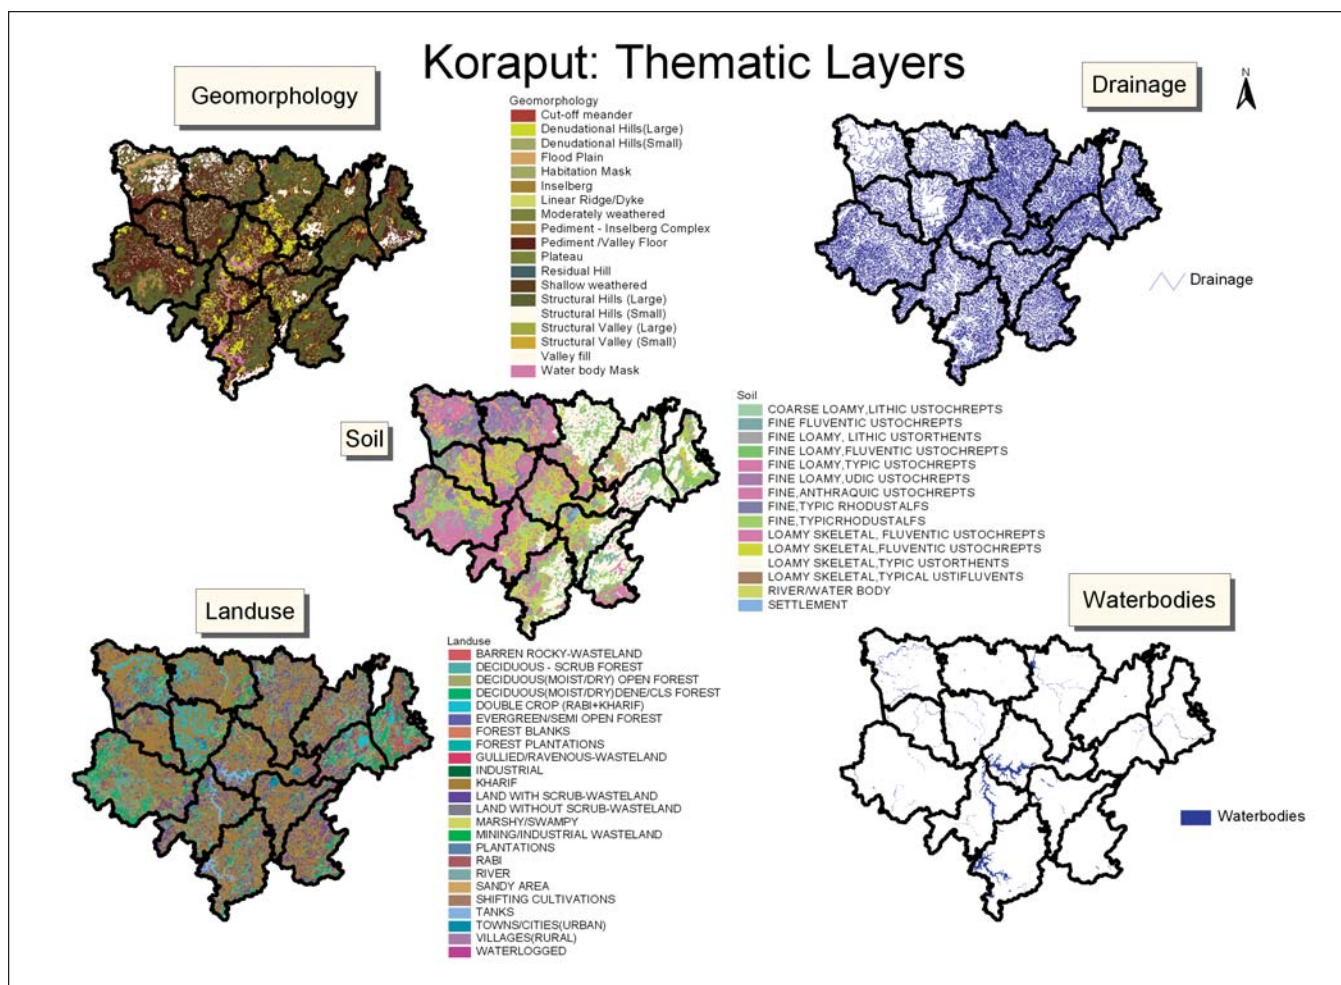 Koraput: Thematic Layers
Geomorphology
Geomorphology
Cut-off meander
Denudational Hills(Large)
Denudational Hills(Small)
Flood Plain
Habitation Mask
Inselberg
Linear Ridge/Dyke
Moderately weathered
Pediment - Inselberg Complex
Pediment /Valley Floor
Plateau
Residual Hill
Shallow weathered
Structural Hills (Large)
Structural Hills (Small)
Structural Valley (Large)
Structural Valley (Small)
Valley fill
Water body Mask
Drainage
N
Drainage
Soil
Soil
COARSE LOAMY,LITHIC USTOCHREPTS
FINE FLUVENTIC USTOCHREPTS
FINE LOAMY, LITHIC USTORTHENTS
FINE LOAMY,FLUVENTIC USTOCHREPTS
FINE LOAMY,TYPIC USTOCHREPTS
FINE LOAMY,UDIC USTOCHREPTS
FINE,ANTHRAQUIC USTOCHREPTS
FINE,TYPIC RHODUSTALFS
FINE,TYPICRHODUSTALFS
LOAMY SKELETAL, FLUVENTIC USTOCHREPTS
LOAMY SKELETAL,FLUVENTIC USTOCHREPTS
LOAMY SKELETAL,TYPIC USTORTHENTS
LOAMY SKELETAL,TYPICAL USTIFLUVENTS
RIVER/WATER BODY
SETTLEMENT
Landuse
Landuse
BARREN ROCKY-WASTELAND
DECIDUOUS - SCRUB FOREST
DECIDUOUS(MOIST/DRY) OPEN FOREST
DECIDUOUS(MOIST/DRY)DENE/CLS FOREST
DOUBLE CROP (RABI+KHARIF)
EVERGREEN/SEMI OPEN FOREST
FOREST BLANKS
FOREST PLANTATIONS
GULLIED/RAVENOUS-WASTELAND
INDUSTRIAL
KHARIF
LAND WITH SCRUB-WASTELAND
LAND WITHOUT SCRUB-WASTELAND
MARSHY/SWAMPY
MINING/INDUSTRIAL WASTELAND
PLANTATIONS
RABI
RIVER
SANDY AREA
SHIFTING CULTIVATIONS
TANKS
TOWNS/CITIES(URBAN)
VILLAGES(RURAL)
WATERLOGGED
Waterbodies
Waterbodies